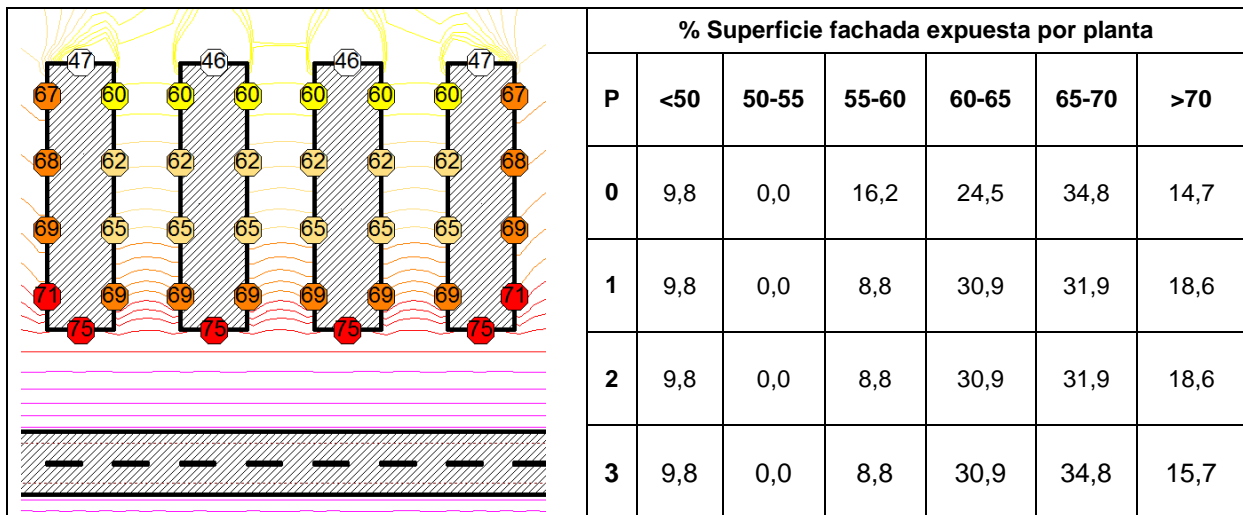 47 46 46 47
67 60 60 60 60 60 60 67
68 62 62 62 62 62 62 68
69 65 65 65 65 65 65 69
71 69 69 69 69 69 69 71
75 75 75 75
% Superficie fachada expuesta por planta
P <50 50-55 55-60 60-65 65-70 >70
0 9,8 0,0 16,2 24,5 34,8 14,7
1 9,8 0,0 8,8 30,9 31,9 18,6
2 9,8 0,0 8,8 30,9 31,9 18,6
3 9,8 0,0 8,8 30,9 34,8 15,7